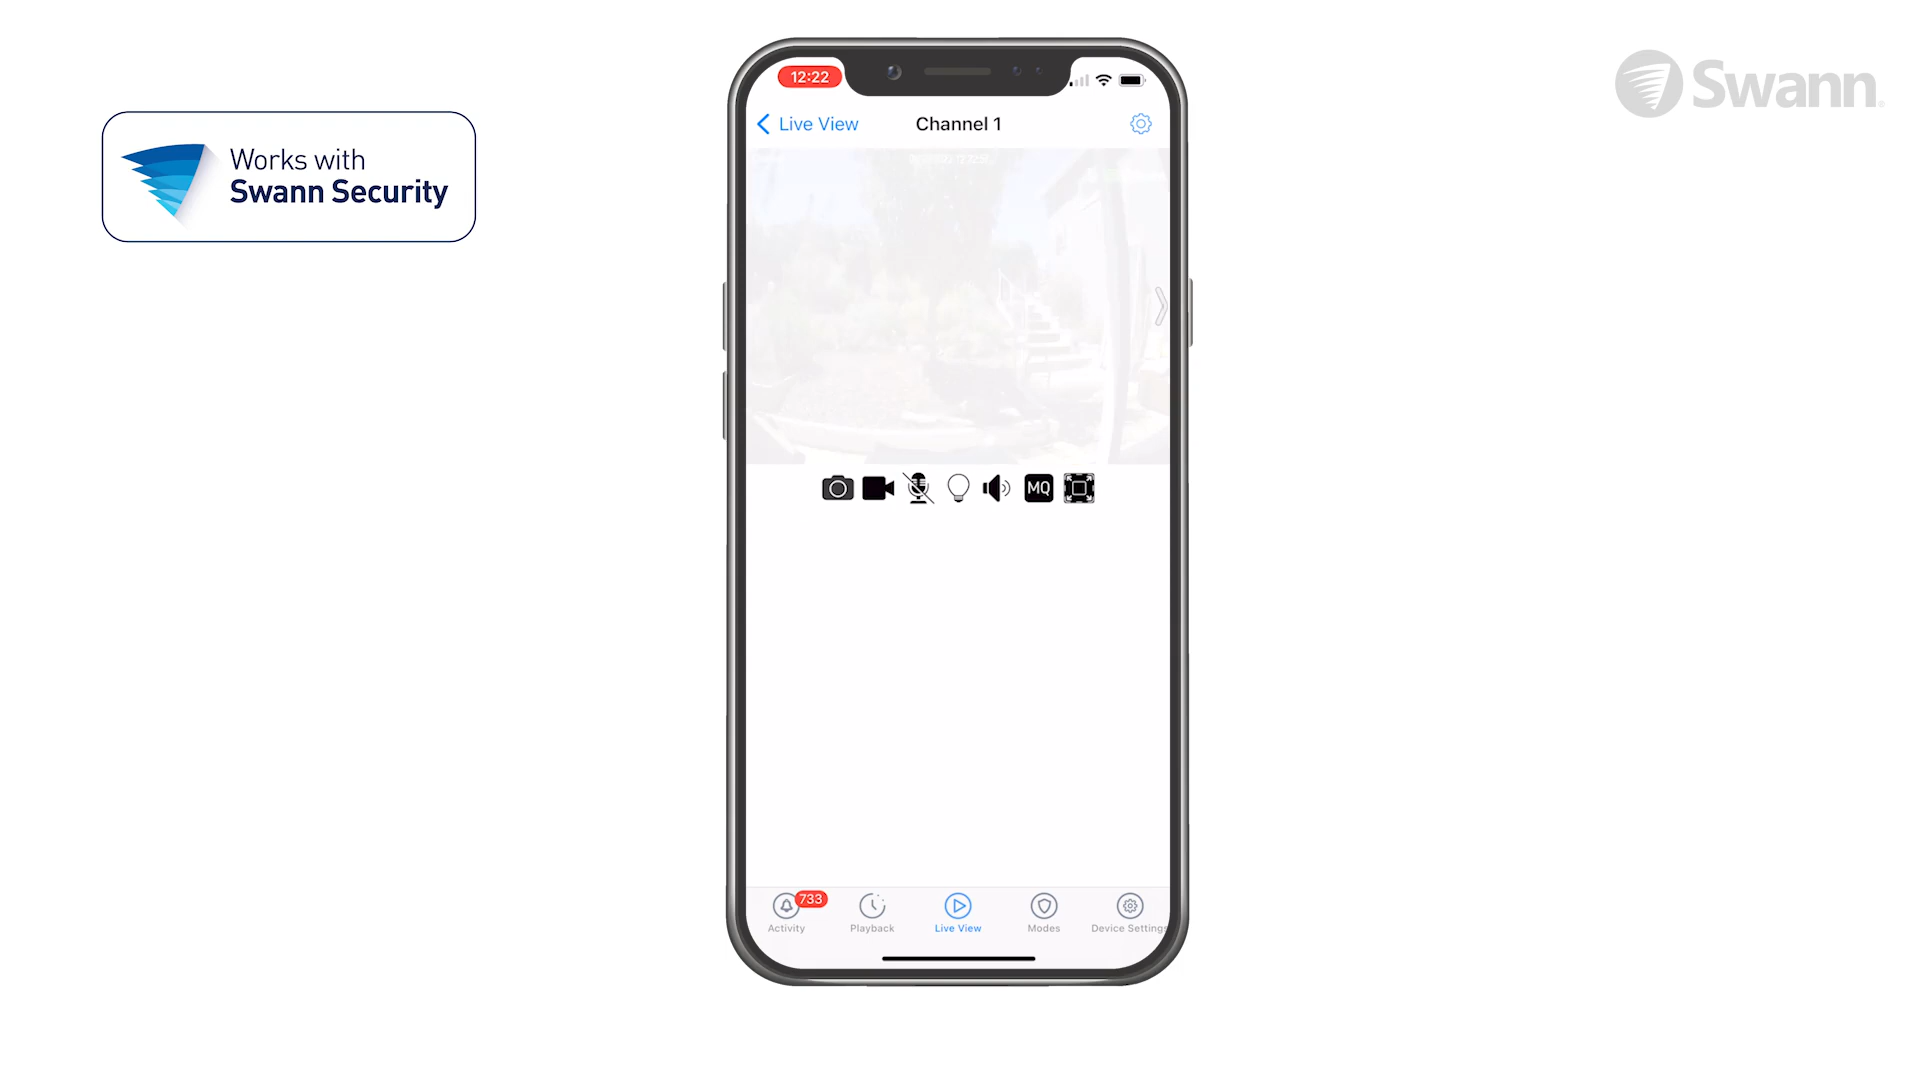 Works with
Swann Security
Swann
12:22
Live View
Channel 1
MQ
733
Activity
Playback
Live View
Modes
Device Settings